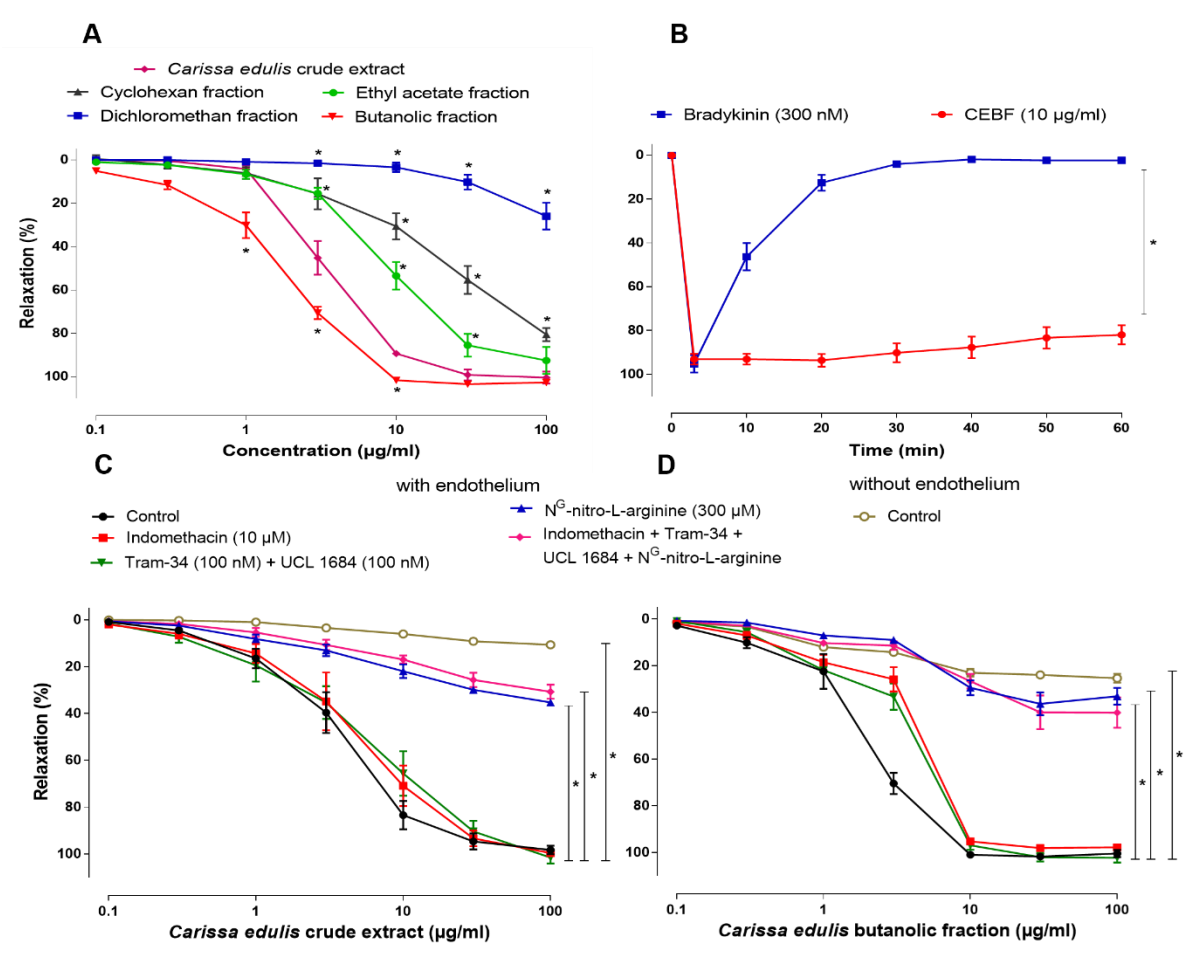 A
Carissa edulis crude extract
Cyclohexan fraction
Ethyl acetate fraction
Dichloromethan fraction
Butanolic fraction
Relaxation (%)
0
20
40
60
80
100
* * * * * * * * * * * * * *
0.1 1 10 100
Concentration (µg/ml)
B
Bradykinin (300 nM)
CEBF (10 µg/ml)
0
20
40
60
80
100
*
0 10 20 30 40 50 60
Time (min)
C
D
with endothelium
without endothelium
Control
Indomethacin (10 µM)
Tram-34 (100 nM) + UCL 1684 (100 nM)
NG-nitro-L-arginine (300 µM)
Indomethacin + Tram-34 +
UCL 1684 + NG-nitro-L-arginine
Control
Relaxation (%)
0
20
40
60
80
100
* * *
0.1 1 10 100
Carissa edulis crude extract (µg/ml)
0
20
40
60
80
100
* * *
0.1 1 10 100
Carissa edulis butanolic fraction (µg/ml)